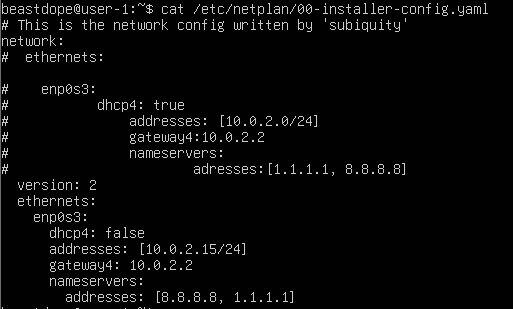 beastdope@user-1:~$ cat /etc/netplan/00-installer-config.yaml
# This is the network config written by 'subiquity'
network:
#  ethernets:
#    enp0s3:
#           dhcp4: true
#               addresses: [10.0.2.0/24]
#               gateway4:10.0.2.2
#               nameservers:
#                       adresses:[1.1.1.1, 8.8.8.8]
  version: 2
  ethernets:
    enp0s3:
      dhcp4: false
      addresses: [10.0.2.15/24]
      gateway4: 10.0.2.2
      nameservers:
        addresses: [8.8.8.8, 1.1.1.1]